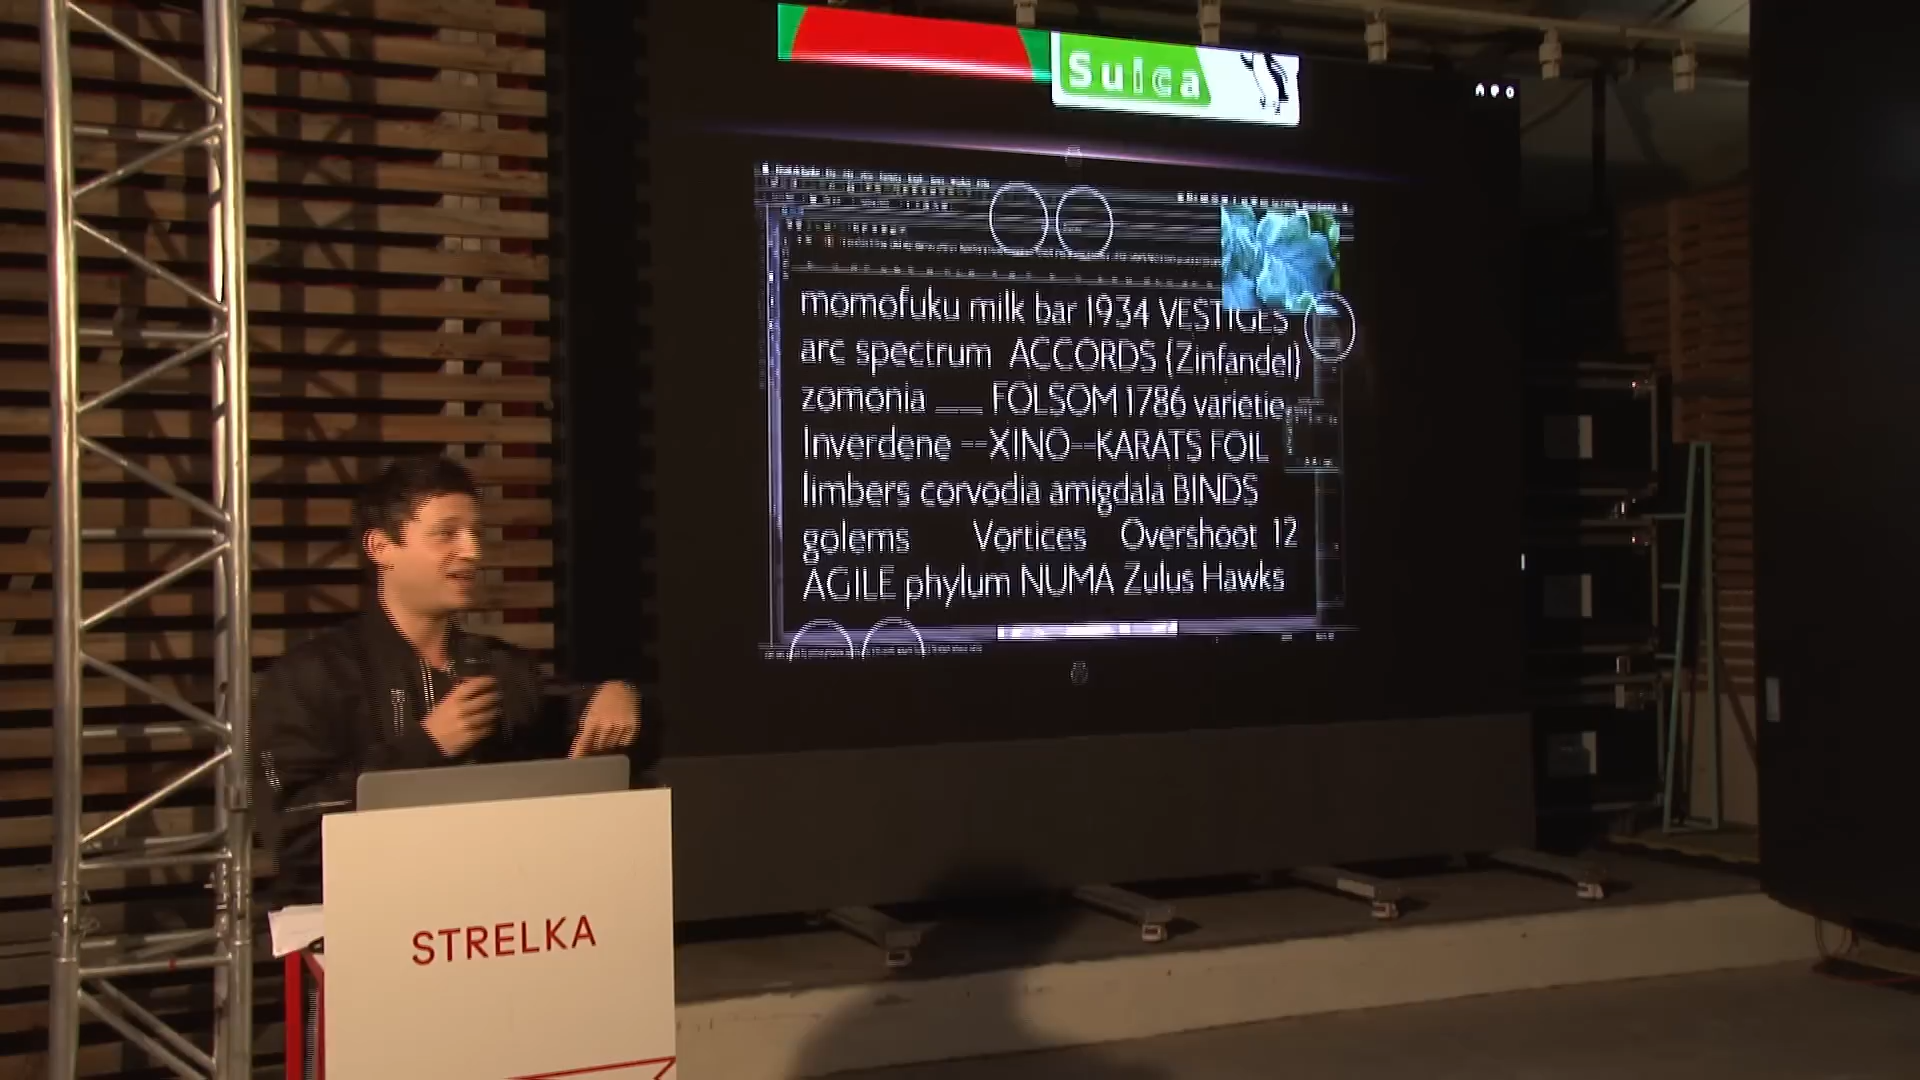 Suica
momofuku milk bar 1934 VESTIGES
arc spectrum ACCORDS {Zinfandel}
zomonia ___ FOLSOM 1786 varietie
Inverdene --XINO--KARATS FOIL
limbers corvodia amigdala BINDS
golems Vortices Overshoot 12
AGILE phylum NUMA Zulus Hawks
STRELKA